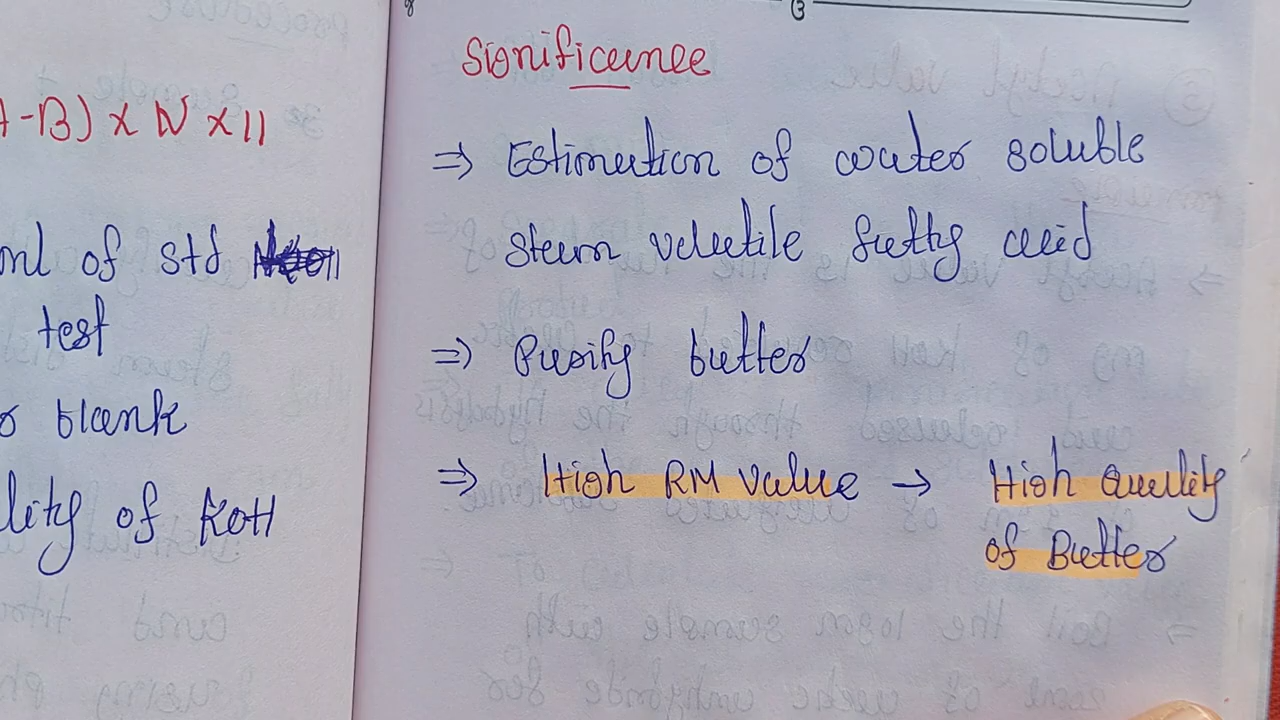 -B) x N x 11
ml of std
test
blank
lity of KOH
Significance
⇒ Estimation of water soluble
steam volatile fatty acid
⇒ Purity butter
⇒ High RM value → High Quality
of Butter